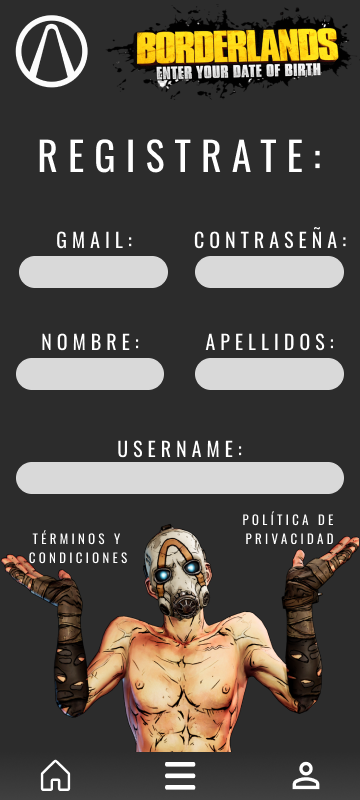 BORDERLANDS
ENTER YOUR DATE OF BIRTH
REGISTRATE:
GMAIL:
CONTRASEÑA:
NOMBRE:
APELLIDOS:
USERNAME:
TÉRMINOS Y
CONDICIONES
POLÍTICA DE
PRIVACIDAD